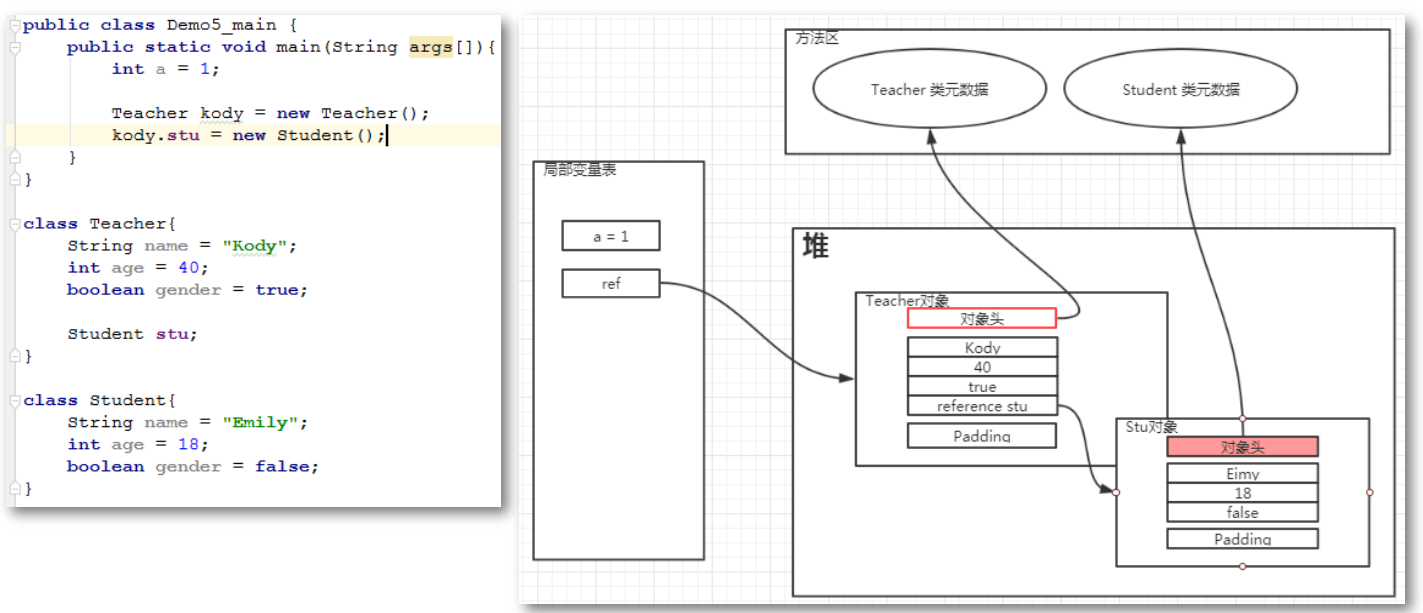 public class Demo5_main {
public static void main(String args[]){
int a = 1;
Teacher kody = new Teacher();
kody.stu = new Student();
}
}
class Teacher{
String name = "Kody";
int age = 40;
boolean gender = true;
Student stu;
}
class Student{
String name = "Emily";
int age = 18;
boolean gender = false;
}
方法区
Teacher 类元数据
Student 类元数据
局部变量表
a = 1
ref
堆
Teacher对象
对象头
Kody
40
true
reference stu
Padding
Stu对象
对象头
Eimy
18
false
Padding